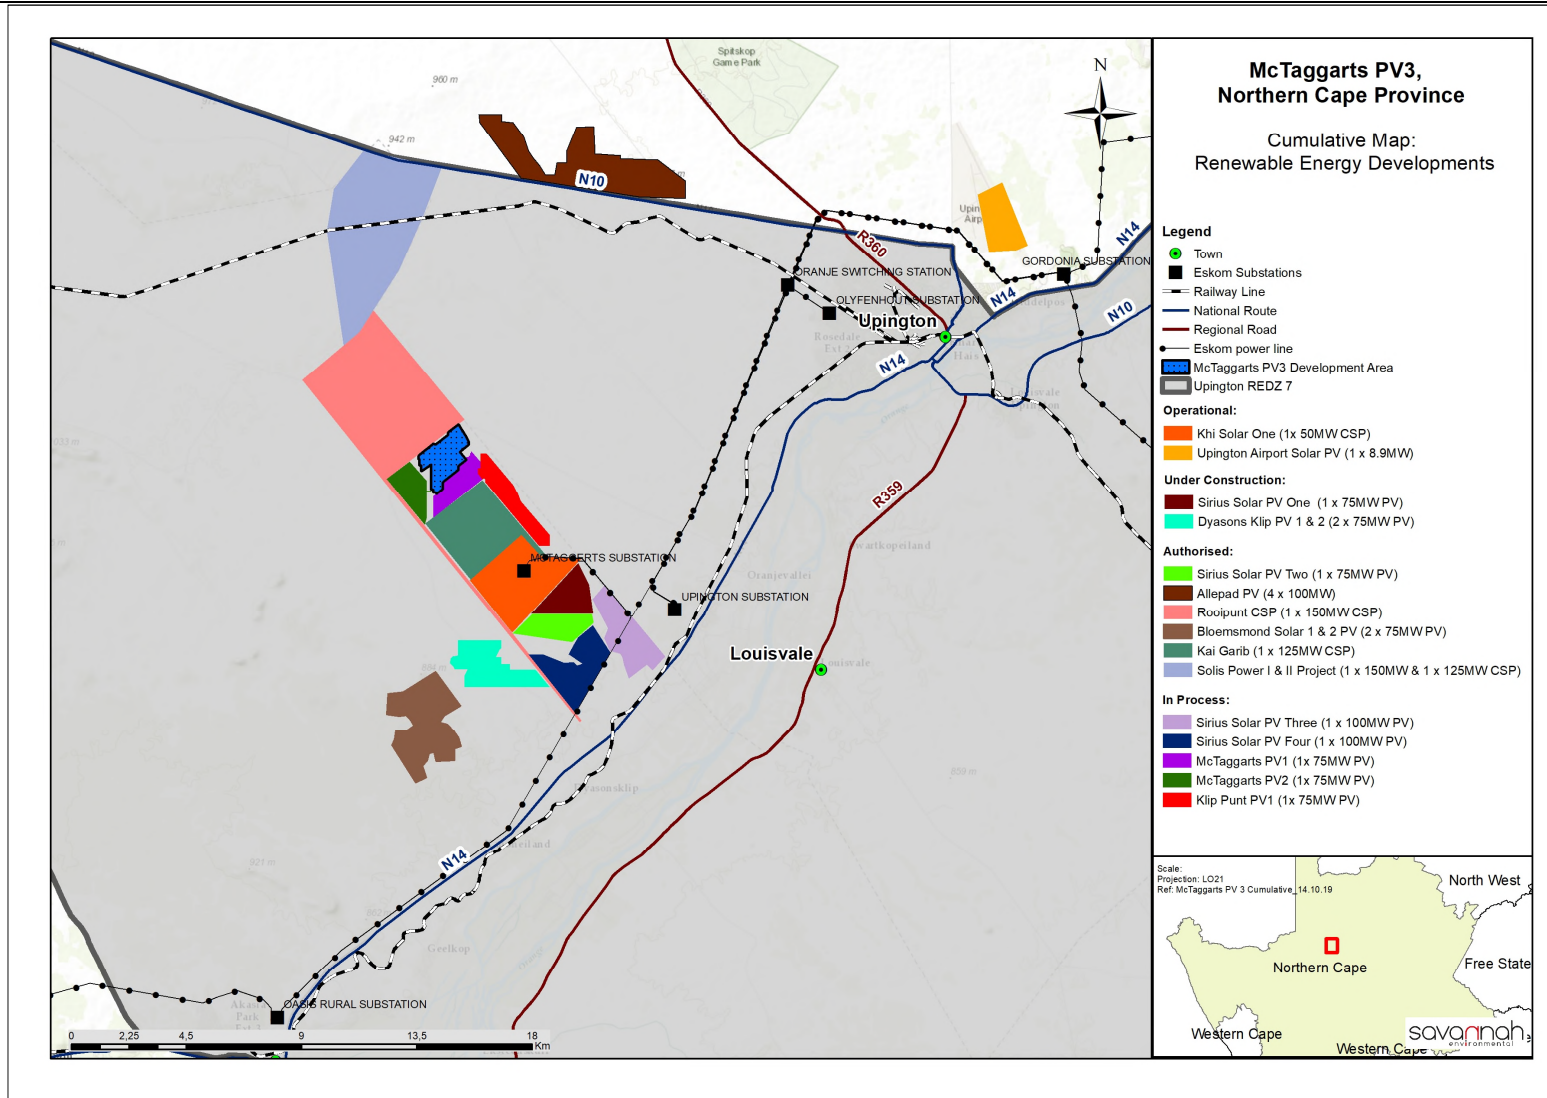 McTaggarts PV3,
Northern Cape Province
Cumulative Map:
Renewable Energy Developments
Legend
Town
Eskom Substations
Railway Line
National Route
Regional Road
Eskom power line
McTaggarts PV3 Development Area
Upington REDZ 7
Operational:
Khi Solar One (1x 50MW CSP)
Upington Airport Solar PV (1 x 8.9MW)
Under Construction:
Sirius Solar PV One (1 x 75MW PV)
Dyasons Klip PV 1 & 2 (2 x 75MW PV)
Authorised:
Sirius Solar PV Two (1 x 75MW PV)
Allepad PV (4 x 100MW)
Rooipunt CSP (1 x 150MW CSP)
Bloemsmond Solar 1 & 2 PV (2 x 75MW PV)
Kai Garib (1 x 125MW CSP)
Solis Power I & II Project (1 x 150MW & 1 x 125MW CSP)
In Process:
Sirius Solar PV Three (1 x 100MW PV)
Sirius Solar PV Four (1 x 100MW PV)
McTaggarts PV1 (1x 75MW PV)
McTaggarts PV2 (1x 75MW PV)
Klip Punt PV1 (1x 75MW PV)
Scale:
Projection: LO21
Ref: McTaggarts PV 3 Cumulative_14.10.19
North West
Free State
Northern Cape
Western Cape
Western Cape
savannah
environmental
N
Spitskop
Game Park
960 m
942 m
N10
R360
N14
GORDONIA SUBSTATION
ORANJE SWITCHING STATION
OLYFENHOUT SUBSTATION
N14
N10
Upington
Rosedale
N14
R359
MCTAGGERTS SUBSTATION
Oranjevallei
UPINGTON SUBSTATION
Louisvale
859 m
N14
921 m
Geelkop
OASIS RURAL SUBSTATION
Park
0 2,25 4,5 9 13,5 18
Km